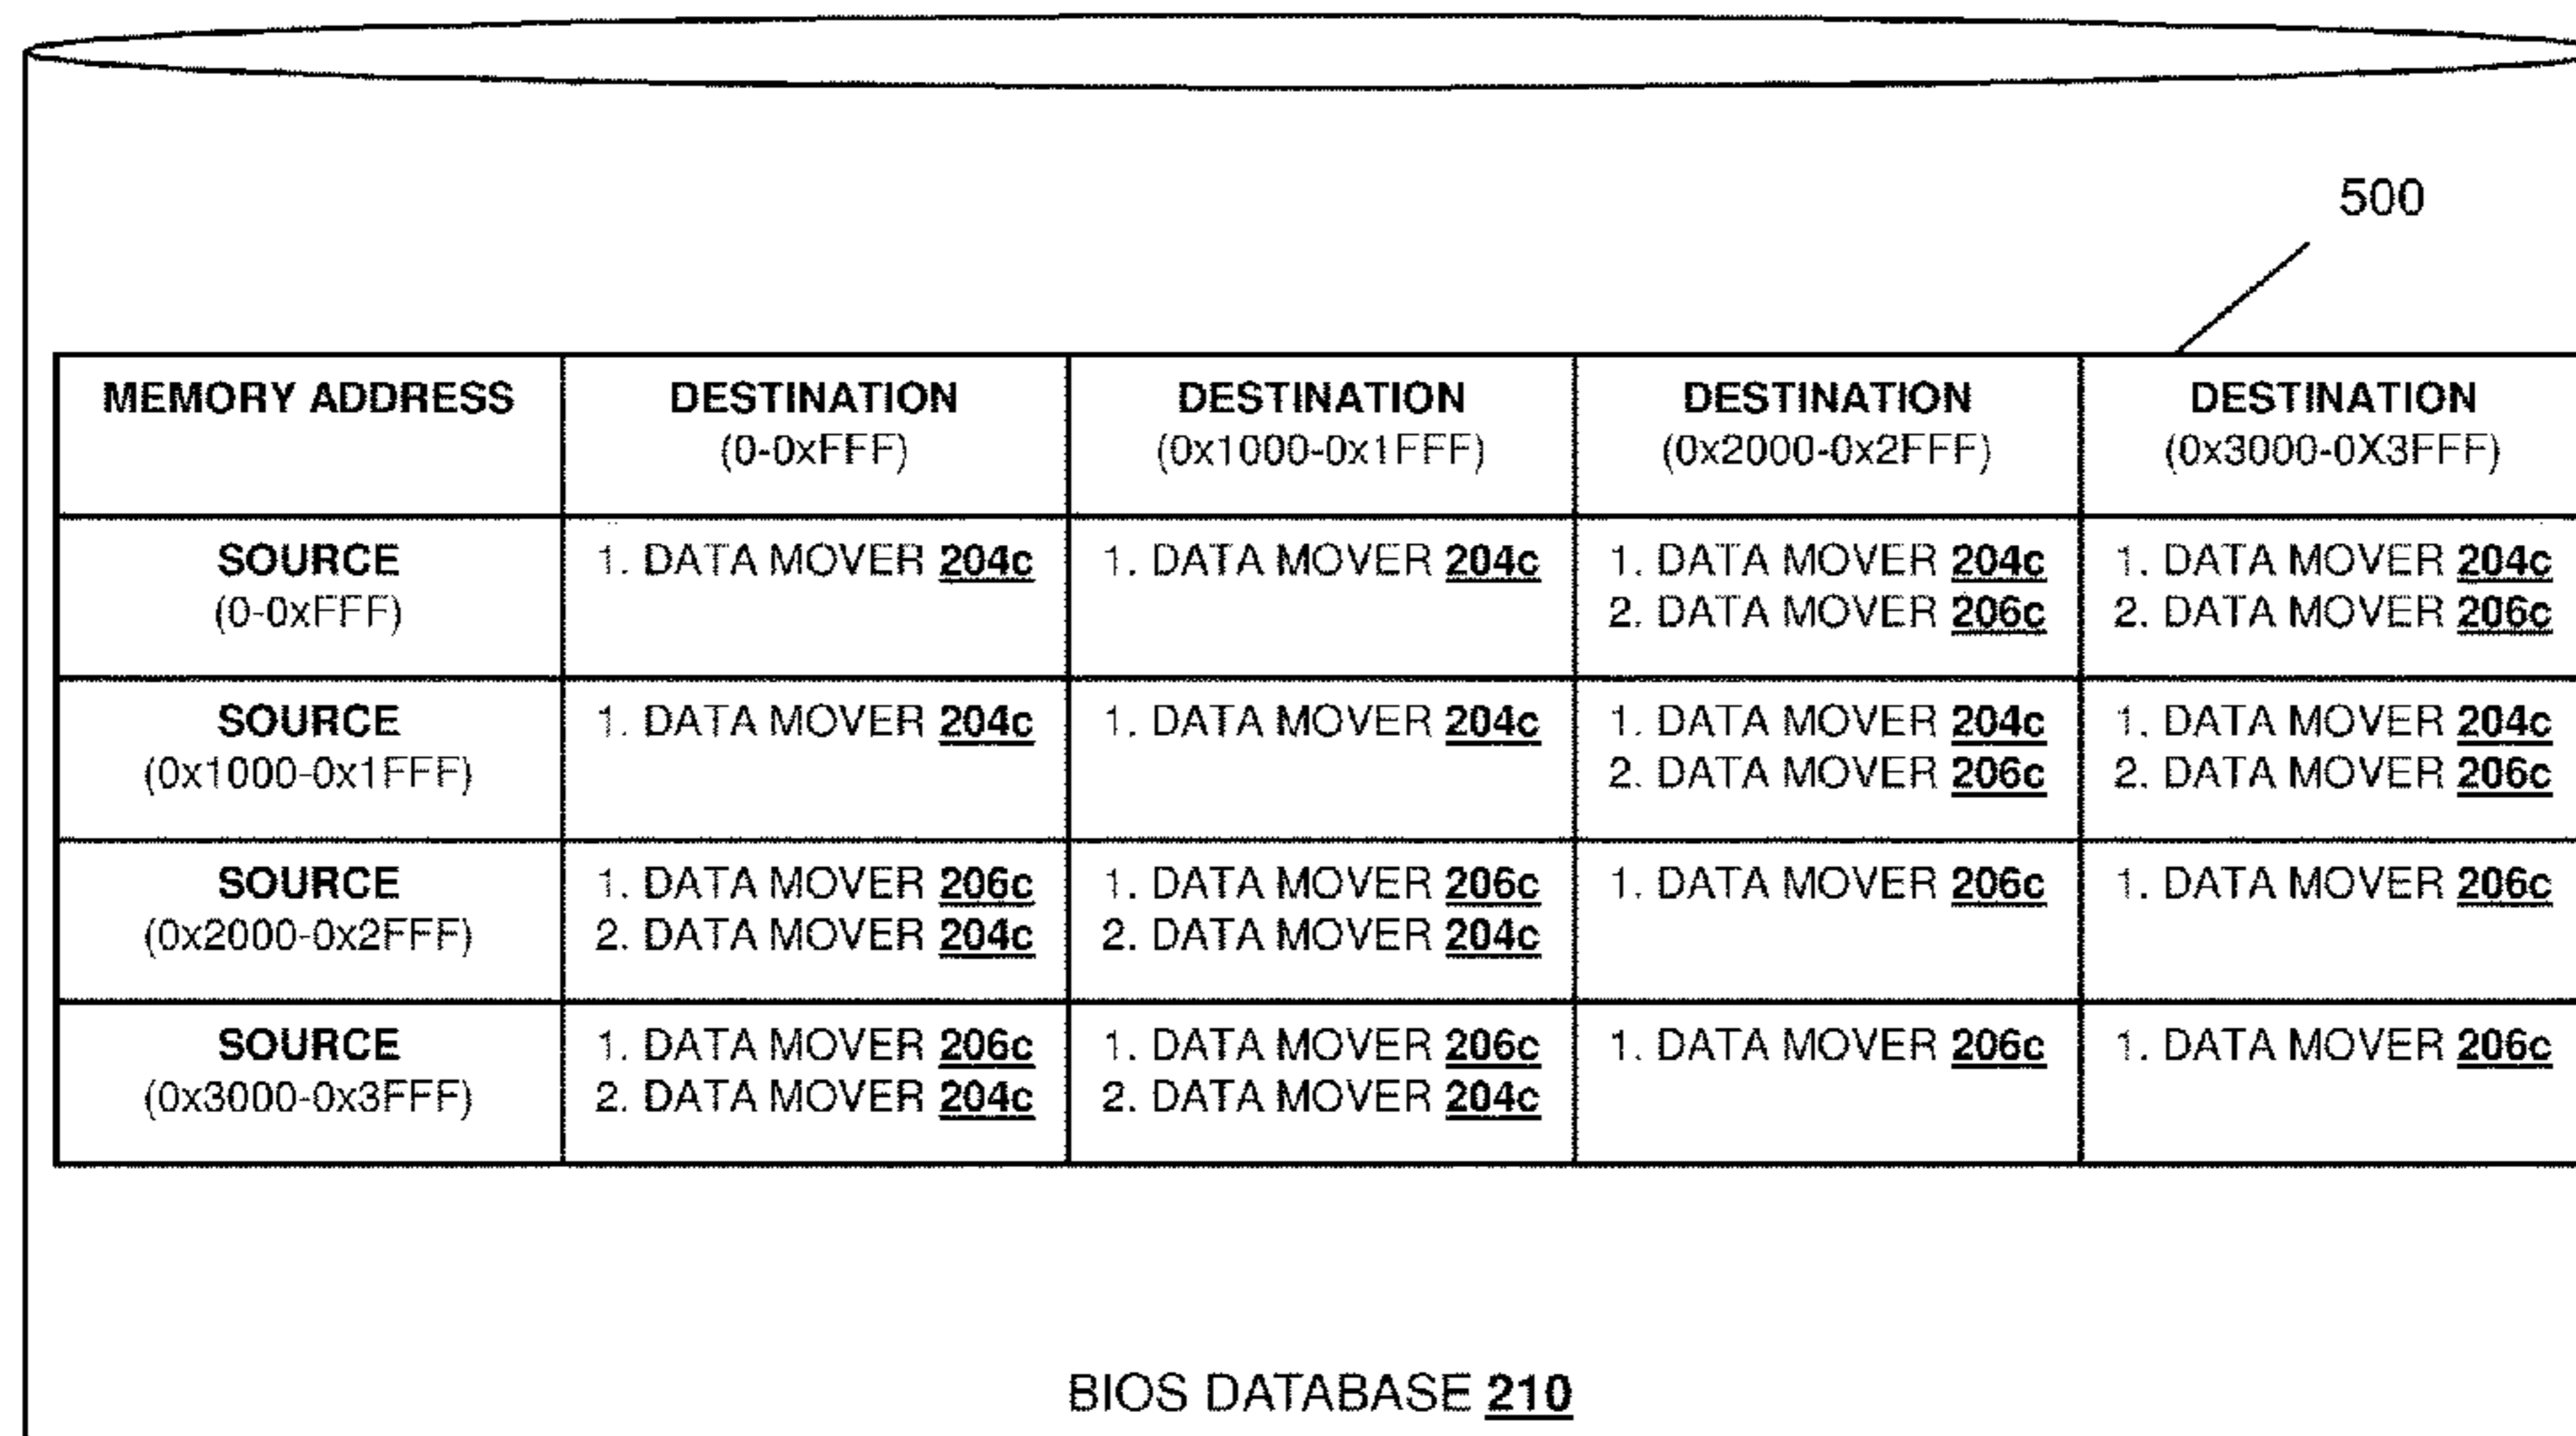 500
MEMORY ADDRESS
DESTINATION
(0-0xFFF)
DESTINATION
(0x1000-0x1FFF)
DESTINATION
(0x2000-0x2FFF)
DESTINATION
(0x3000-0X3FFF)
SOURCE
(0-0xFFF)
1. DATA MOVER 204c
1. DATA MOVER 204c
1. DATA MOVER 204c
2. DATA MOVER 206c
1. DATA MOVER 204c
2. DATA MOVER 206c
SOURCE
(0x1000-0x1FFF)
1. DATA MOVER 204c
1. DATA MOVER 204c
1. DATA MOVER 204c
2. DATA MOVER 206c
1. DATA MOVER 204c
2. DATA MOVER 206c
SOURCE
(0x2000-0x2FFF)
1. DATA MOVER 206c
2. DATA MOVER 204c
1. DATA MOVER 206c
2. DATA MOVER 204c
1. DATA MOVER 206c
1. DATA MOVER 206c
SOURCE
(0x3000-0x3FFF)
1. DATA MOVER 206c
2. DATA MOVER 204c
1. DATA MOVER 206c
2. DATA MOVER 204c
1. DATA MOVER 206c
1. DATA MOVER 206c
BIOS DATABASE 210